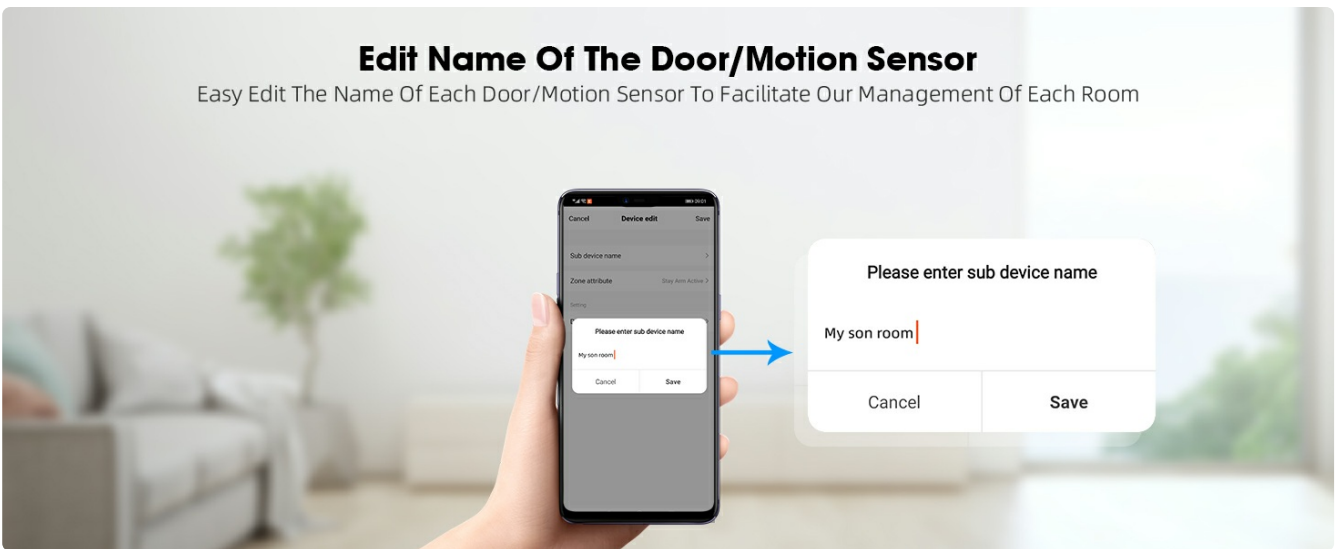 Edit Name Of The Door/Motion Sensor
Easy Edit The Name Of Each Door/Motion Sensor To Facilitate Our Management Of Each Room
Cancel Device edit Save
Sub device name >
Zone attribute Stay Arm Active >
Setting
Please enter sub device name
My son room
Cancel Save
Please enter sub device name
My son room
Cancel Save